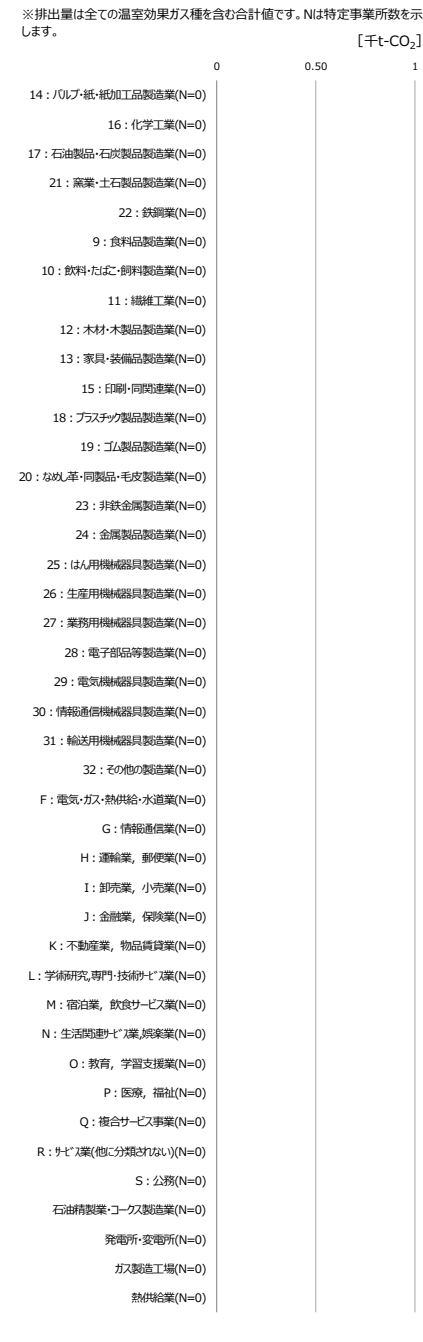 ※排出量は全ての温室効果ガス種を含む合計値です。Nは特定事業所数を示
します。
[千t-CO₂]
0 0.50 1
14：パルプ・紙・紙加工品製造業(N=0)
16：化学工業(N=0)
17：石油製品・石炭製品製造業(N=0)
21：窯業・土石製品製造業(N=0)
22：鉄鋼業(N=0)
9：食料品製造業(N=0)
10：飲料・たばこ・飼料製造業(N=0)
11：繊維工業(N=0)
12：木材・木製品製造業(N=0)
13：家具・装備品製造業(N=0)
15：印刷・同関連業(N=0)
18：プラスチック製品製造業(N=0)
19：ゴム製品製造業(N=0)
20：なめし革・同製品・毛皮製造業(N=0)
23：非鉄金属製造業(N=0)
24：金属製品製造業(N=0)
25：はん用機械器具製造業(N=0)
26：生産用機械器具製造業(N=0)
27：業務用機械器具製造業(N=0)
28：電子部品等製造業(N=0)
29：電気機械器具製造業(N=0)
30：情報通信機械器具製造業(N=0)
31：輸送用機械器具製造業(N=0)
32：その他の製造業(N=0)
F：電気・ガス・熱供給・水道業(N=0)
G：情報通信業(N=0)
H：運輸業，郵便業(N=0)
I：卸売業，小売業(N=0)
J：金融業，保険業(N=0)
K：不動産業，物品賃貸業(N=0)
L：学術研究,専門・技術ｻｰﾋﾞｽ業(N=0)
M：宿泊業，飲食サービス業(N=0)
N：生活関連ｻｰﾋﾞｽ業,娯楽業(N=0)
O：教育，学習支援業(N=0)
P：医療，福祉(N=0)
Q：複合サービス事業(N=0)
R：ｻｰﾋﾞｽ業(他に分類されない)(N=0)
S：公務(N=0)
石油精製業・コークス製造業(N=0)
発電所・変電所(N=0)
ガス製造工場(N=0)
熱供給業(N=0)